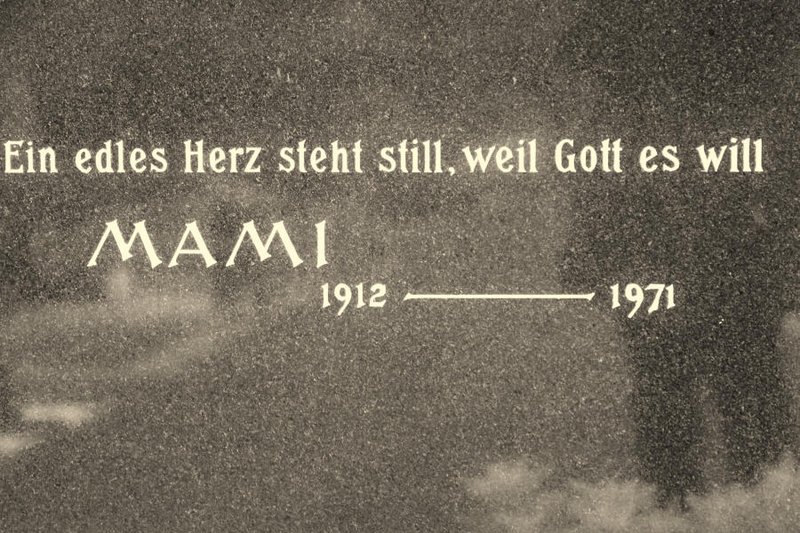 Ein edles Herz steht still, weil Gott es will
MAMI
1912 — 1971